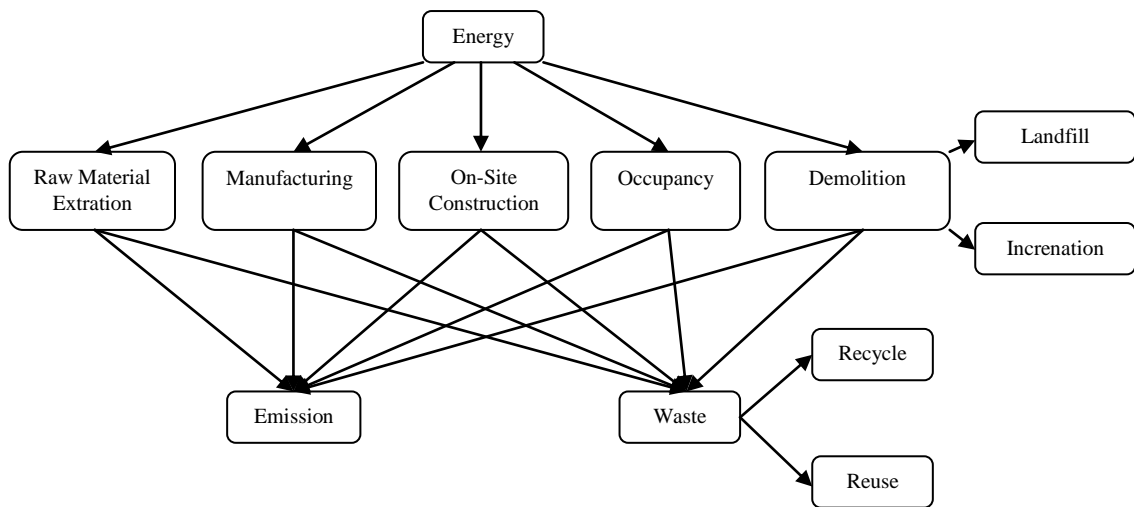 Energy
Raw Material
Extration
Manufacturing
On-Site
Construction
Occupancy
Demolition
Landfill
Increnation
Recycle
Emission
Waste
Reuse